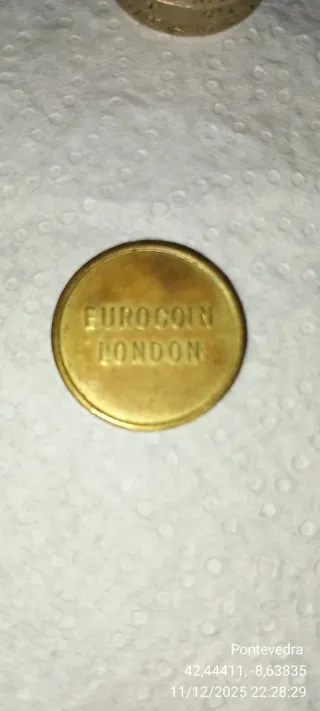 EUROCOIN
LONDON
Pontevedra
42,44411, -8,63835
11/12/2025 22:28:29